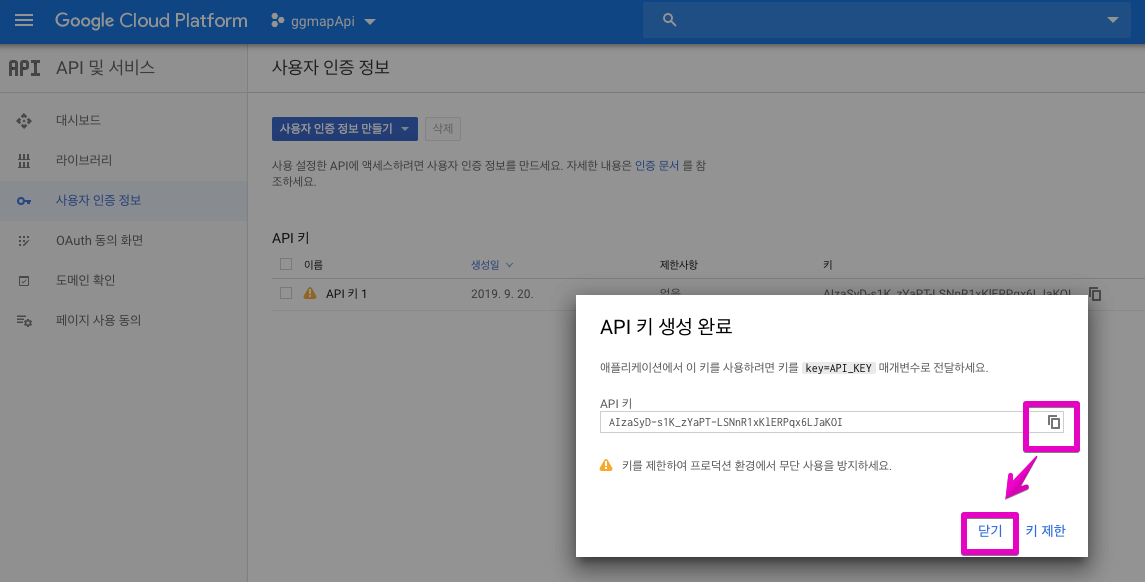 Google Cloud Platform
ggmapApi
API
API 및 서비스
사용자 인증 정보
대시보드
라이브러리
사용자 인증 정보
OAuth 동의 화면
도메인 확인
페이지 사용 동의
사용자 인증 정보 만들기
삭제
사용 설정한 API에 액세스하려면 사용자 인증 정보를 만드세요. 자세한 내용은 인증 문서 를 참
조하세요.
API 키
이름 생성일 제한사항 키
API 키 1 2019. 9. 20. 없음 AIzaSyD-s1K_zYaPT-LSNnR1xKlERPqx6LJaKOI
API 키 생성 완료
애플리케이션에서 이 키를 사용하려면 키를 key=API_KEY 매개변수로 전달하세요.
API 키
AIzaSyD-s1K_zYaPT-LSNnR1xKlERPqx6LJaKOI
키를 제한하여 프로덕션 환경에서 무단 사용을 방지하세요.
닫기 키 제한